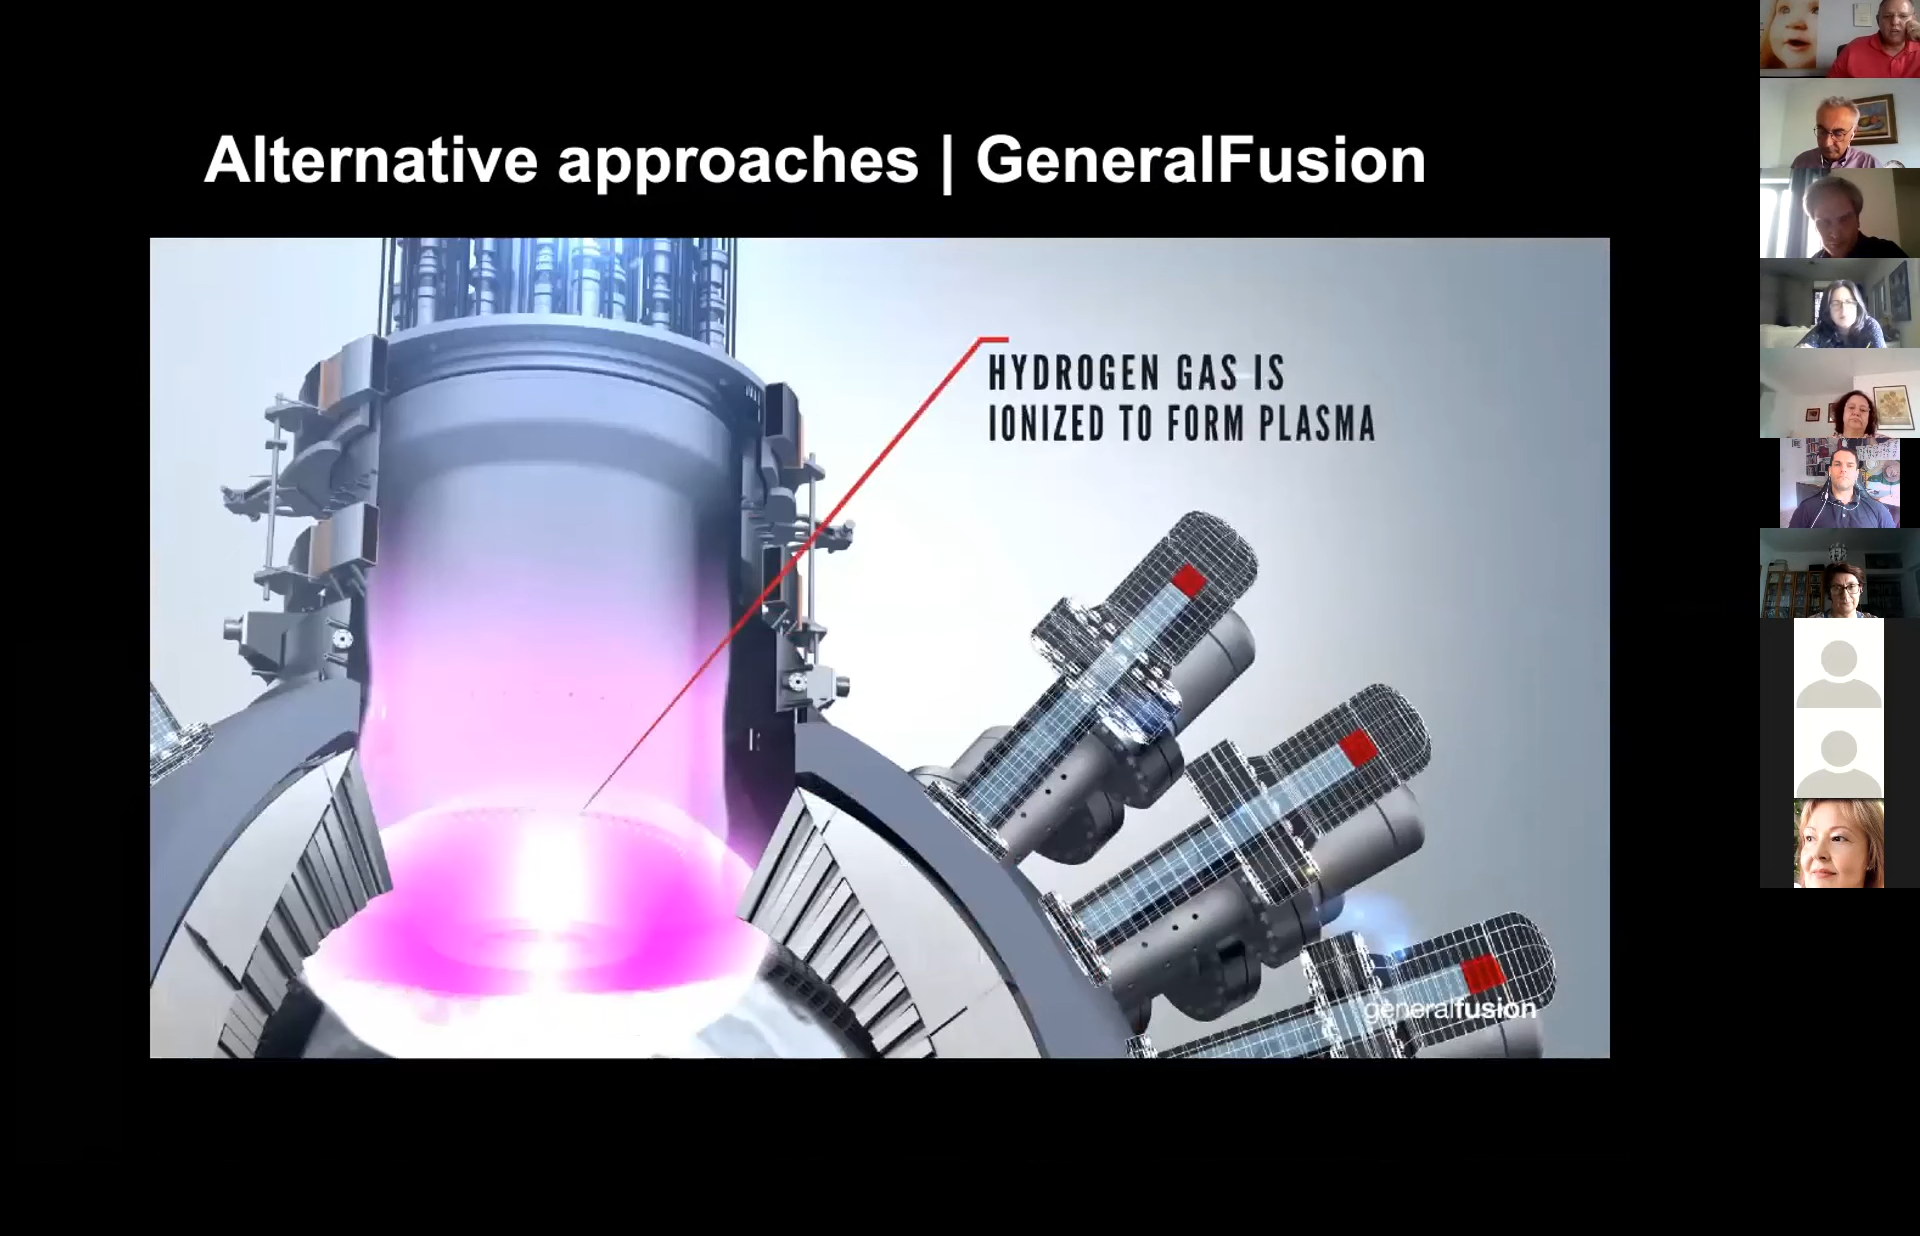 Alternative approaches | GeneralFusion
HYDROGEN GAS IS
IONIZED TO FORM PLASMA
generalfusion